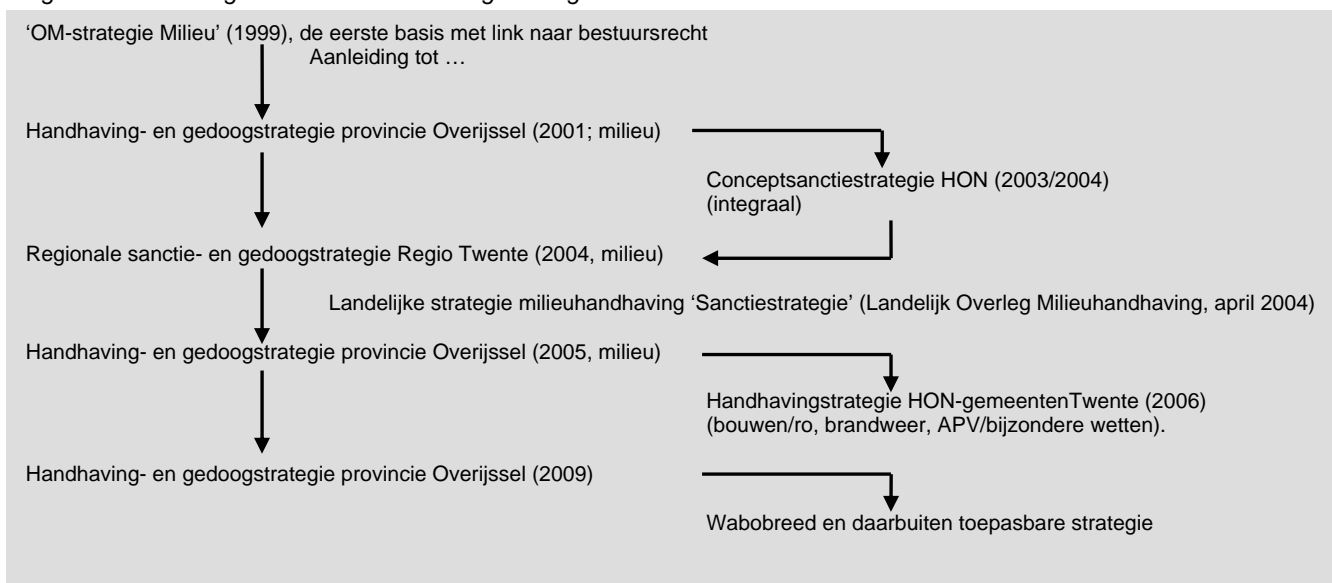 ‘OM-strategie Milieu’ (1999), de eerste basis met link naar bestuursrecht
Aanleiding tot …
Handhaving- en gedoogstrategie provincie Overijssel (2001; milieu)
Conceptsanctiestrategie HON (2003/2004)
(integraal)
Regionale sanctie- en gedoogstrategie Regio Twente (2004, milieu)
Landelijke strategie milieuhandhaving ‘Sanctiestrategie’ (Landelijk Overleg Milieuhandhaving, april 2004)
Handhaving- en gedoogstrategie provincie Overijssel (2005, milieu)
Handhavingstrategie HON-gemeentenTwente (2006)
(bouwen/ro, brandweer, APV/bijzondere wetten).
Handhaving- en gedoogstrategie provincie Overijssel (2009)
Wabobreed en daarbuiten toepasbare strategie